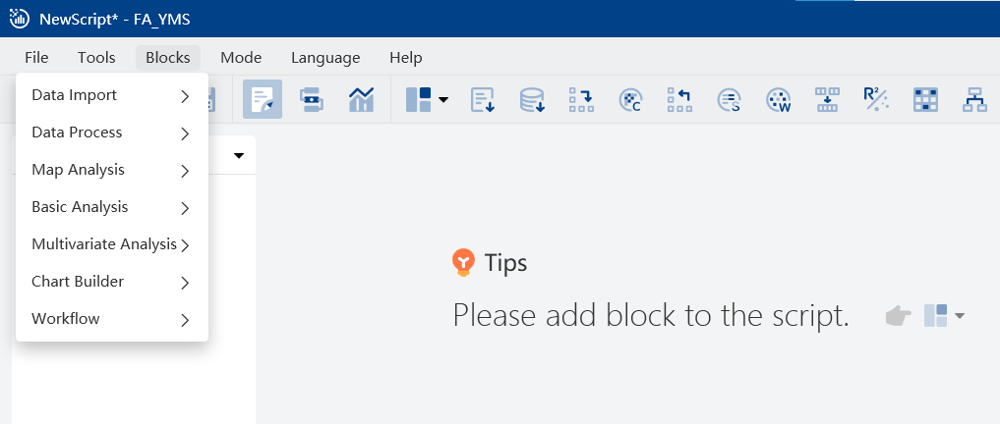 NewScript* - FA_YMS
File Tools Blocks Mode Language Help
Data Import
Data Process
Map Analysis
Basic Analysis
Multivariate Analysis
Chart Builder
Workflow
C
S
W
R²
Tips
Please add block to the script.